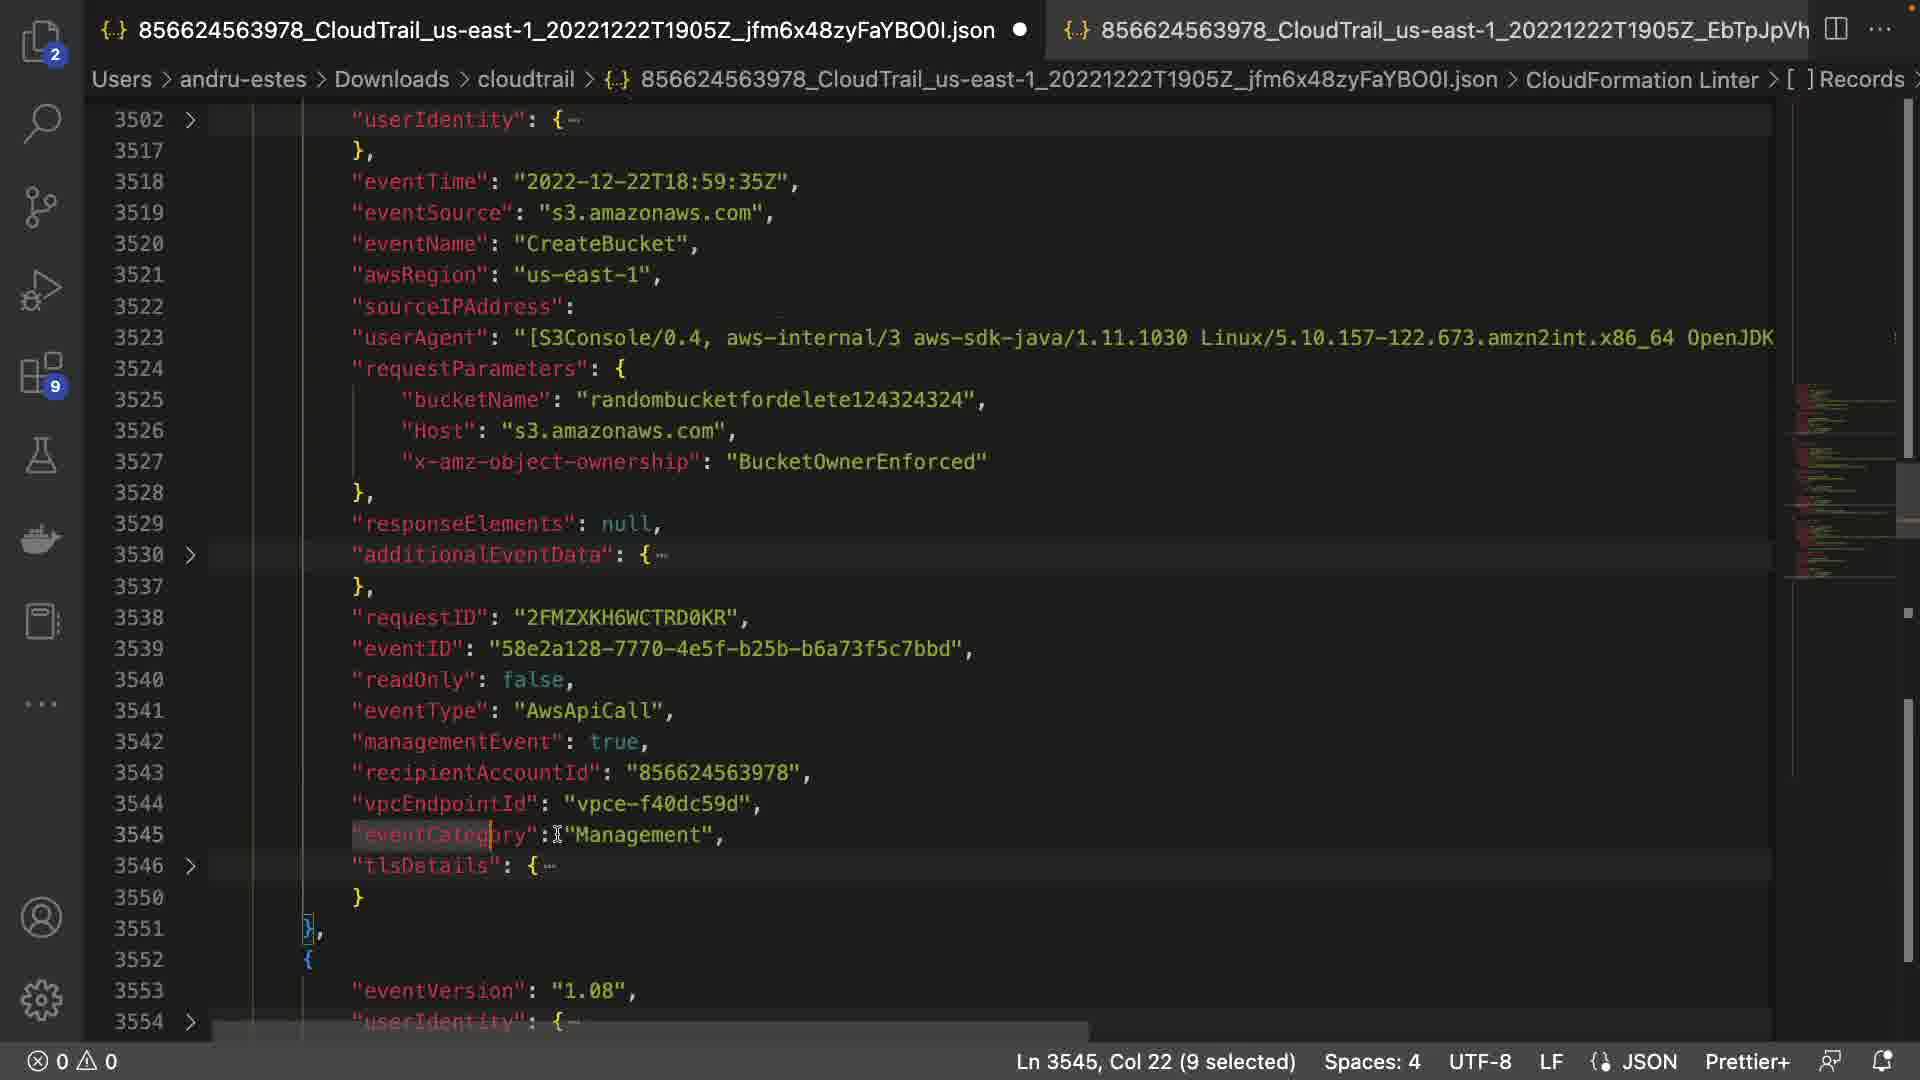 856624563978_CloudTrail_us-east-1_20221222T1905Z_jfm6x48zyFaYBO0I.json
856624563978_CloudTrail_us-east-1_20221222T1905Z_EbTpJpVh
Users > andru-estes > Downloads > cloudtrail > {} 856624563978_CloudTrail_us-east-1_20221222T1905Z_jfm6x48zyFaYBO0I.json > CloudFormation Linter > [ ] Records >
3502 > "userIdentity": {⋯
3517 },
3518 "eventTime": "2022-12-22T18:59:35Z",
3519 "eventSource": "s3.amazonaws.com",
3520 "eventName": "CreateBucket",
3521 "awsRegion": "us-east-1",
3522 "sourceIPAddress":
3523 "userAgent": "[S3Console/0.4, aws-internal/3 aws-sdk-java/1.11.1030 Linux/5.10.157-122.673.amzn2int.x86_64 OpenJDK
3524 "requestParameters": {
3525 "bucketName": "randombucketfordelete124324324",
3526 "Host": "s3.amazonaws.com",
3527 "x-amz-object-ownership": "BucketOwnerEnforced"
3528 },
3529 "responseElements": null,
3530 > "additionalEventData": {⋯
3537 },
3538 "requestID": "2FMZXKH6WCTRD0KR",
3539 "eventID": "58e2a128-7770-4e5f-b25b-b6a73f5c7bbd",
3540 "readOnly": false,
3541 "eventType": "AwsApiCall",
3542 "managementEvent": true,
3543 "recipientAccountId": "856624563978",
3544 "vpcEndpointId": "vpce-f40dc59d",
3545 "eventCategory": "Management",
3546 > "tlsDetails": {⋯
3550 }
3551 },
3552 {
3553 "eventVersion": "1.08",
3554 > "userIdentity": {⋯
2
9
0 0
Ln 3545, Col 22 (9 selected) Spaces: 4 UTF-8 LF {} JSON Prettier+